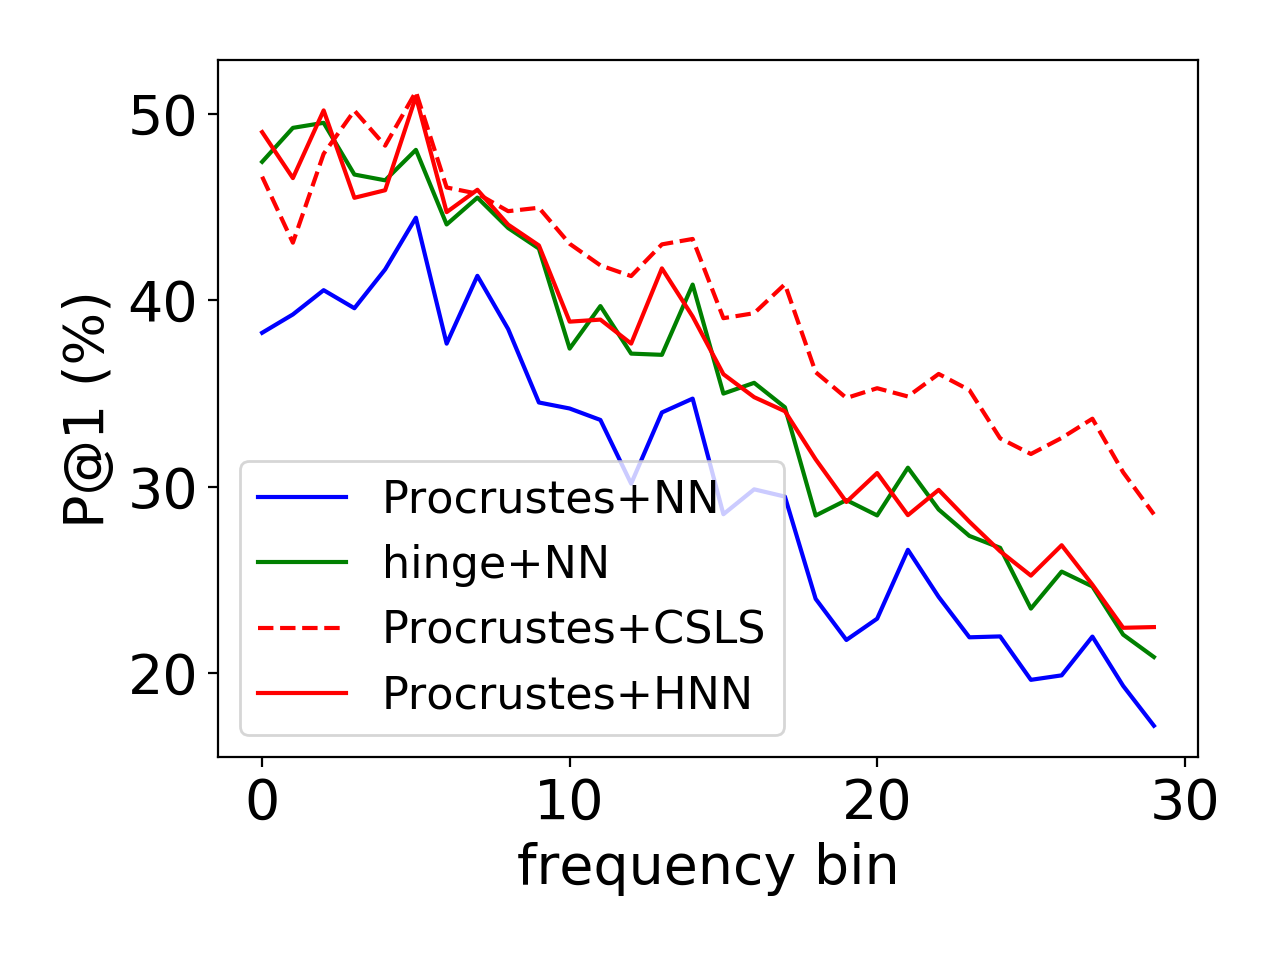 P@1 (%)
50
40
30
20
Procrustes+NN
hinge+NN
Procrustes+CSLS
Procrustes+HNN
0 10 20 30
frequency bin